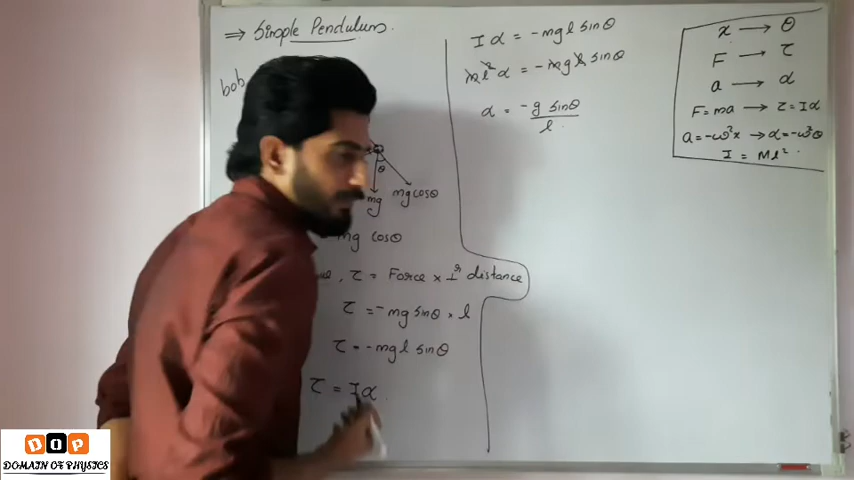 ⇒ Simple Pendulum.
bob
θ
mg
mg cosθ
mg cosθ
τ = Force × ⊥r distance
τ = -mg sinθ × l
τ = -mgl sinθ
τ = Iα
Iα = -mgl sinθ
ml²α = -mgl sinθ
α = -g sinθ
l
x → θ
F → τ
a → α
F = ma → τ = Iα
a = -ω²x → α = -ω²θ
I = Ml².
DOP
DOMAIN OF PHYSICS